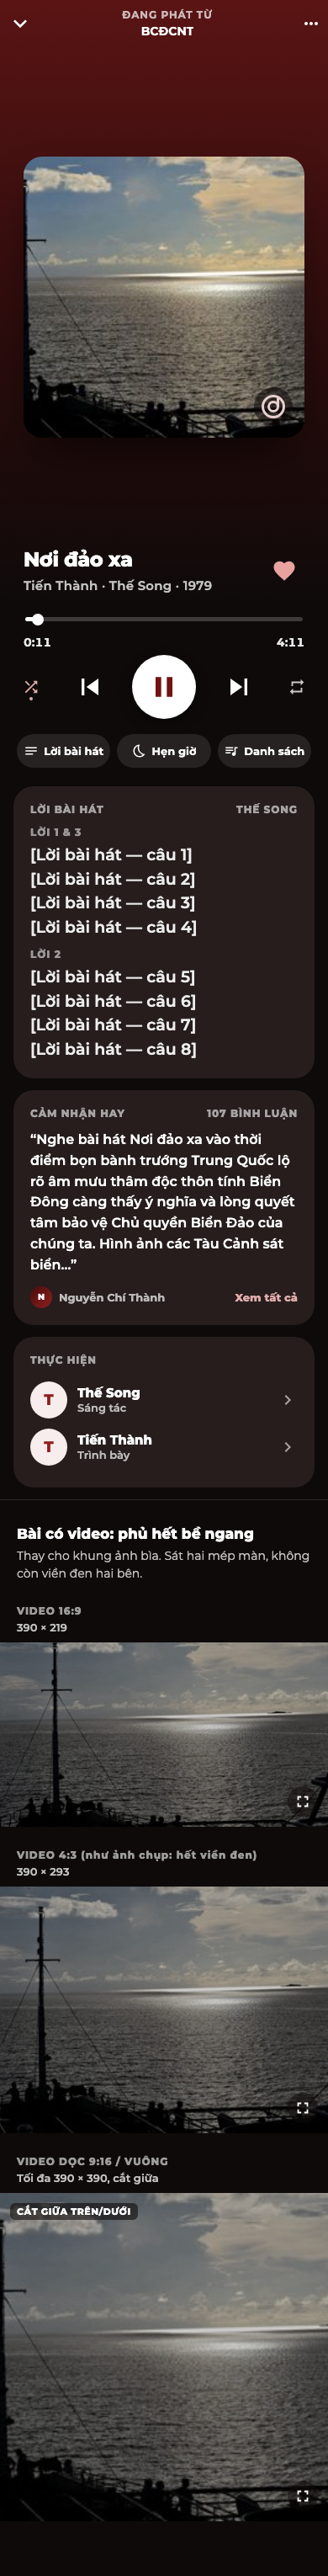 ĐANG PHÁT TỪ
BCĐCNT
Nơi đảo xa
Tiến Thành · Thế Song · 1979
0:11
4:11
Lời bài hát
Hẹn giờ
Danh sách
LỜI BÀI HÁT
THẾ SONG
LỜI 1 & 3
[Lời bài hát — câu 1]
[Lời bài hát — câu 2]
[Lời bài hát — câu 3]
[Lời bài hát — câu 4]
LỜI 2
[Lời bài hát — câu 5]
[Lời bài hát — câu 6]
[Lời bài hát — câu 7]
[Lời bài hát — câu 8]
CẢM NHẬN HAY
107 BÌNH LUẬN
“Nghe bài hát Nơi đảo xa vào thời
điểm bọn bành trướng Trung Quốc lộ
rõ âm mưu thâm độc thôn tính Biển
Đông càng thấy ý nghĩa và lòng quyết
tâm bảo vệ Chủ quyền Biển Đảo của
chúng ta. Hình ảnh các Tàu Cảnh sát
biển...”
N
Nguyễn Chí Thành
Xem tất cả
THỰC HIỆN
T
Thế Song
Sáng tác
T
Tiến Thành
Trình bày
Bài có video: phủ hết bề ngang
Thay cho khung ảnh bìa. Sát hai mép màn, không
còn viền đen hai bên.
VIDEO 16:9
390 × 219
VIDEO 4:3 (như ảnh chụp: hết viền đen)
390 × 293
VIDEO DỌC 9:16 / VUÔNG
Tối đa 390 × 390, cắt giữa
CẮT GIỮA TRÊN/DƯỚI